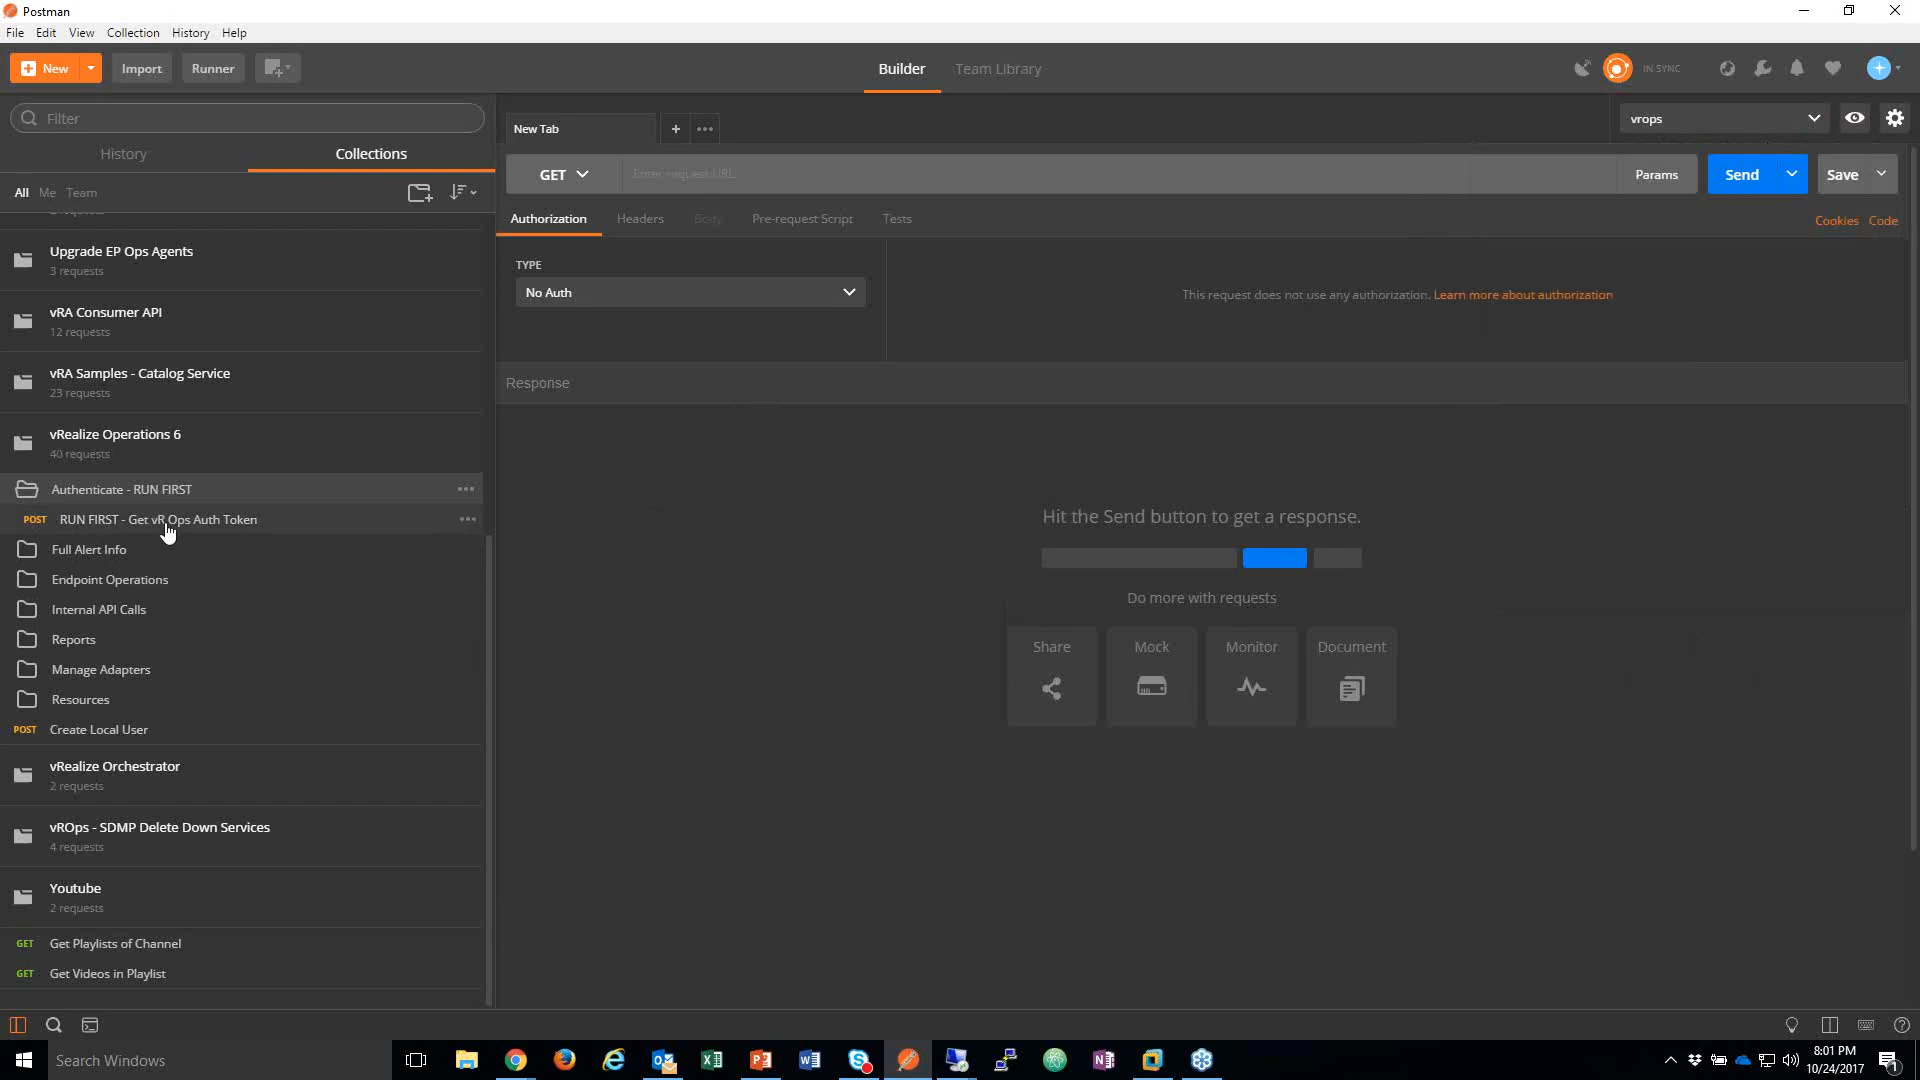 Postman
File Edit View Collection History Help
New Import Runner Builder Team Library IN SYNC
Filter
New Tab + vrops
History Collections
GET Enter request URL Params Send Save
All Me Team
Authorization Headers Body Pre-request Script Tests Cookies Code
Upgrade EP Ops Agents
3 requests
TYPE
No Auth
This request does not use any authorization. Learn more about authorization
vRA Consumer API
12 requests
vRA Samples - Catalog Service
23 requests
Response
vRealize Operations 6
40 requests
Authenticate - RUN FIRST
POST RUN FIRST - Get vR Ops Auth Token
Full Alert Info
Endpoint Operations
Internal API Calls
Reports
Manage Adapters
Resources
POST Create Local User
vRealize Orchestrator
2 requests
vROps - SDMP Delete Down Services
4 requests
Youtube
2 requests
GET Get Playlists of Channel
GET Get Videos in Playlist
Hit the Send button to get a response.
Do more with requests
Share Mock Monitor Document
Search Windows
8:01 PM
10/24/2017